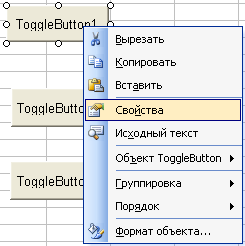 ToggleButton1
Вырезать
Копировать
Вставить
Свойства
ToggleButto
Исходный текст
Объект ToggleButton
ToggleButto
Группировка
Порядок
Формат объекта...